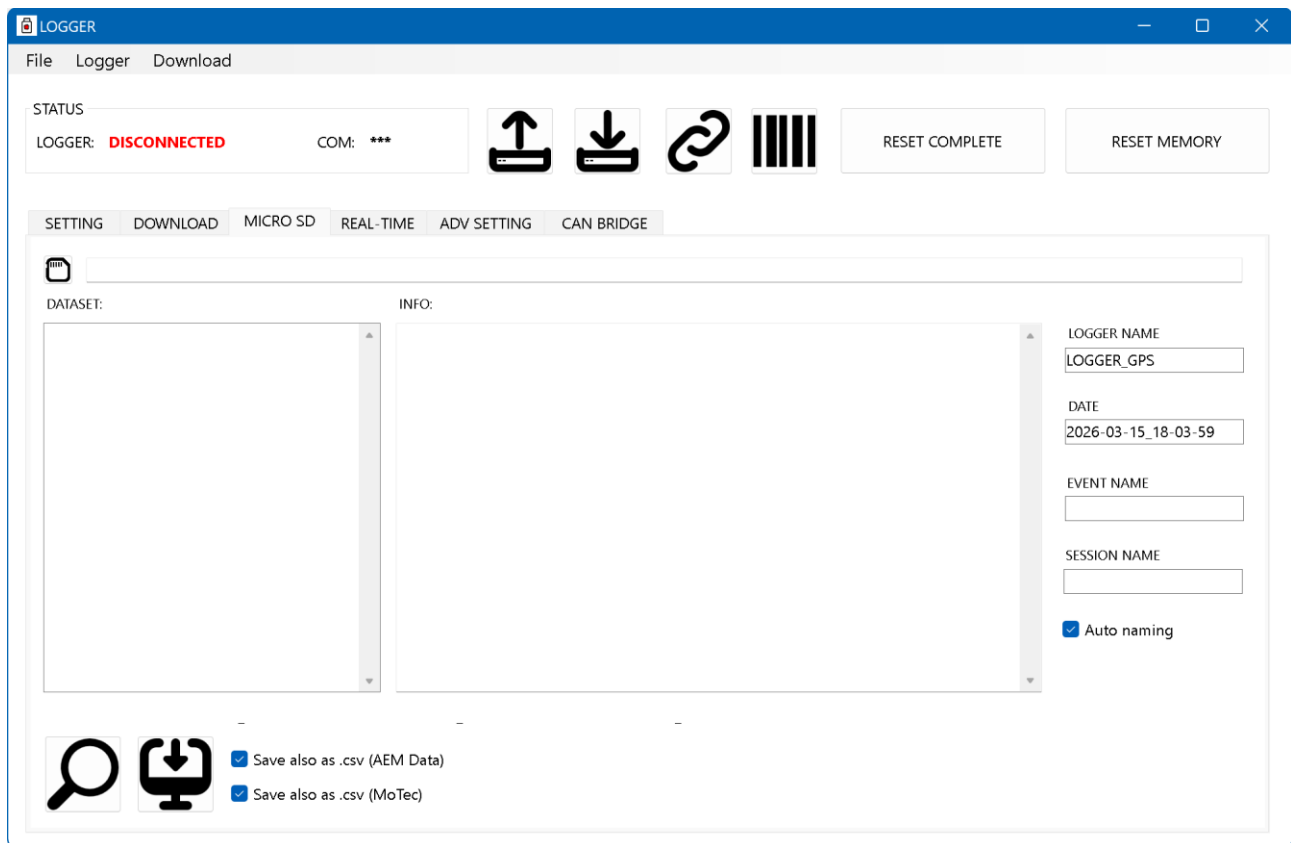 LOGGER
File Logger Download
STATUS
LOGGER: DISCONNECTED COM: ***
RESET COMPLETE
RESET MEMORY
SETTING DOWNLOAD MICRO SD REAL-TIME ADV SETTING CAN BRIDGE
DATASET:
INFO:
LOGGER NAME
LOGGER_GPS
DATE
2026-03-15_18-03-59
EVENT NAME
SESSION NAME
Auto naming
– – –
Save also as .csv (AEM Data)
Save also as .csv (MoTec)